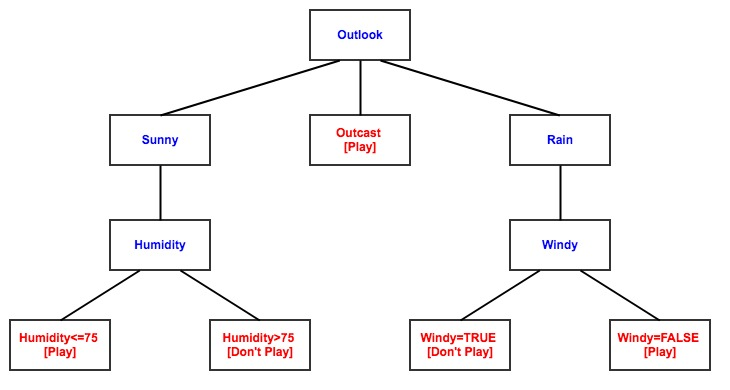 Outlook
Sunny
Outcast
[Play]
Rain
Humidity
Windy
Humidity<=75
[Play]
Humidity>75
[Don't Play]
Windy=TRUE
[Don't Play]
Windy=FALSE
[Play]